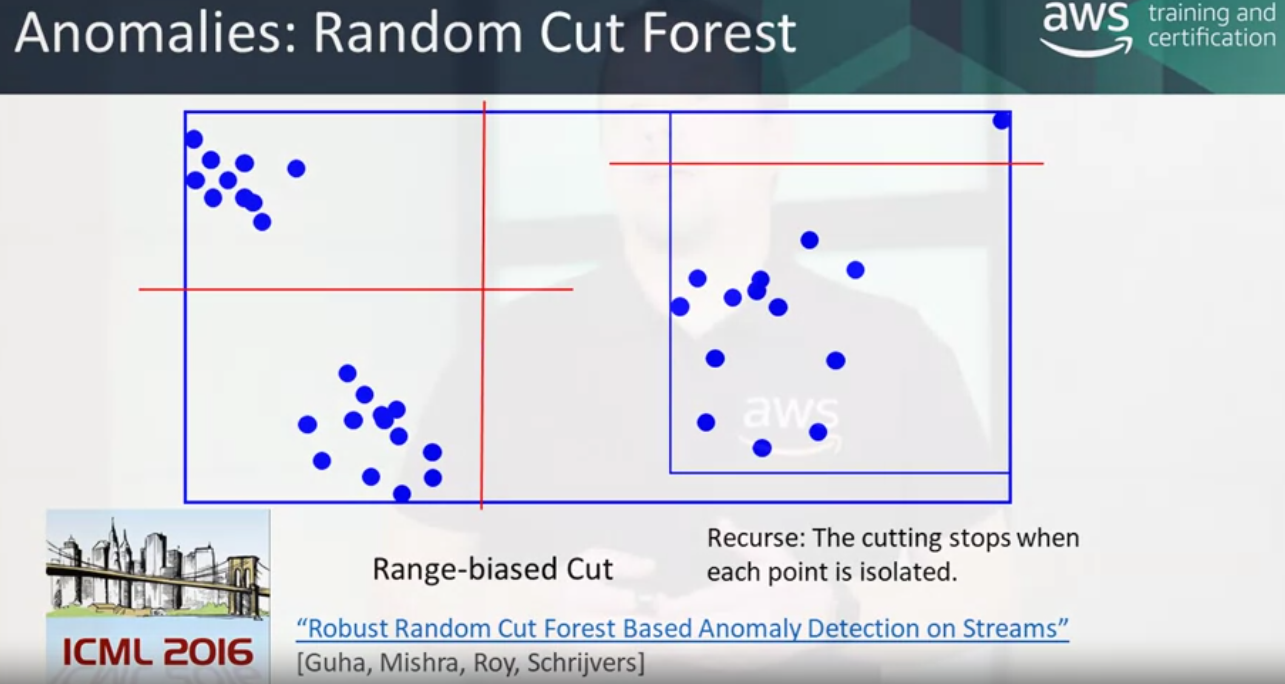 Anomalies: Random Cut Forest
aws training and
certification
aws
Range-biased Cut
Recurse: The cutting stops when
each point is isolated.
ICML 2016
“Robust Random Cut Forest Based Anomaly Detection on Streams”
[Guha, Mishra, Roy, Schrijvers]